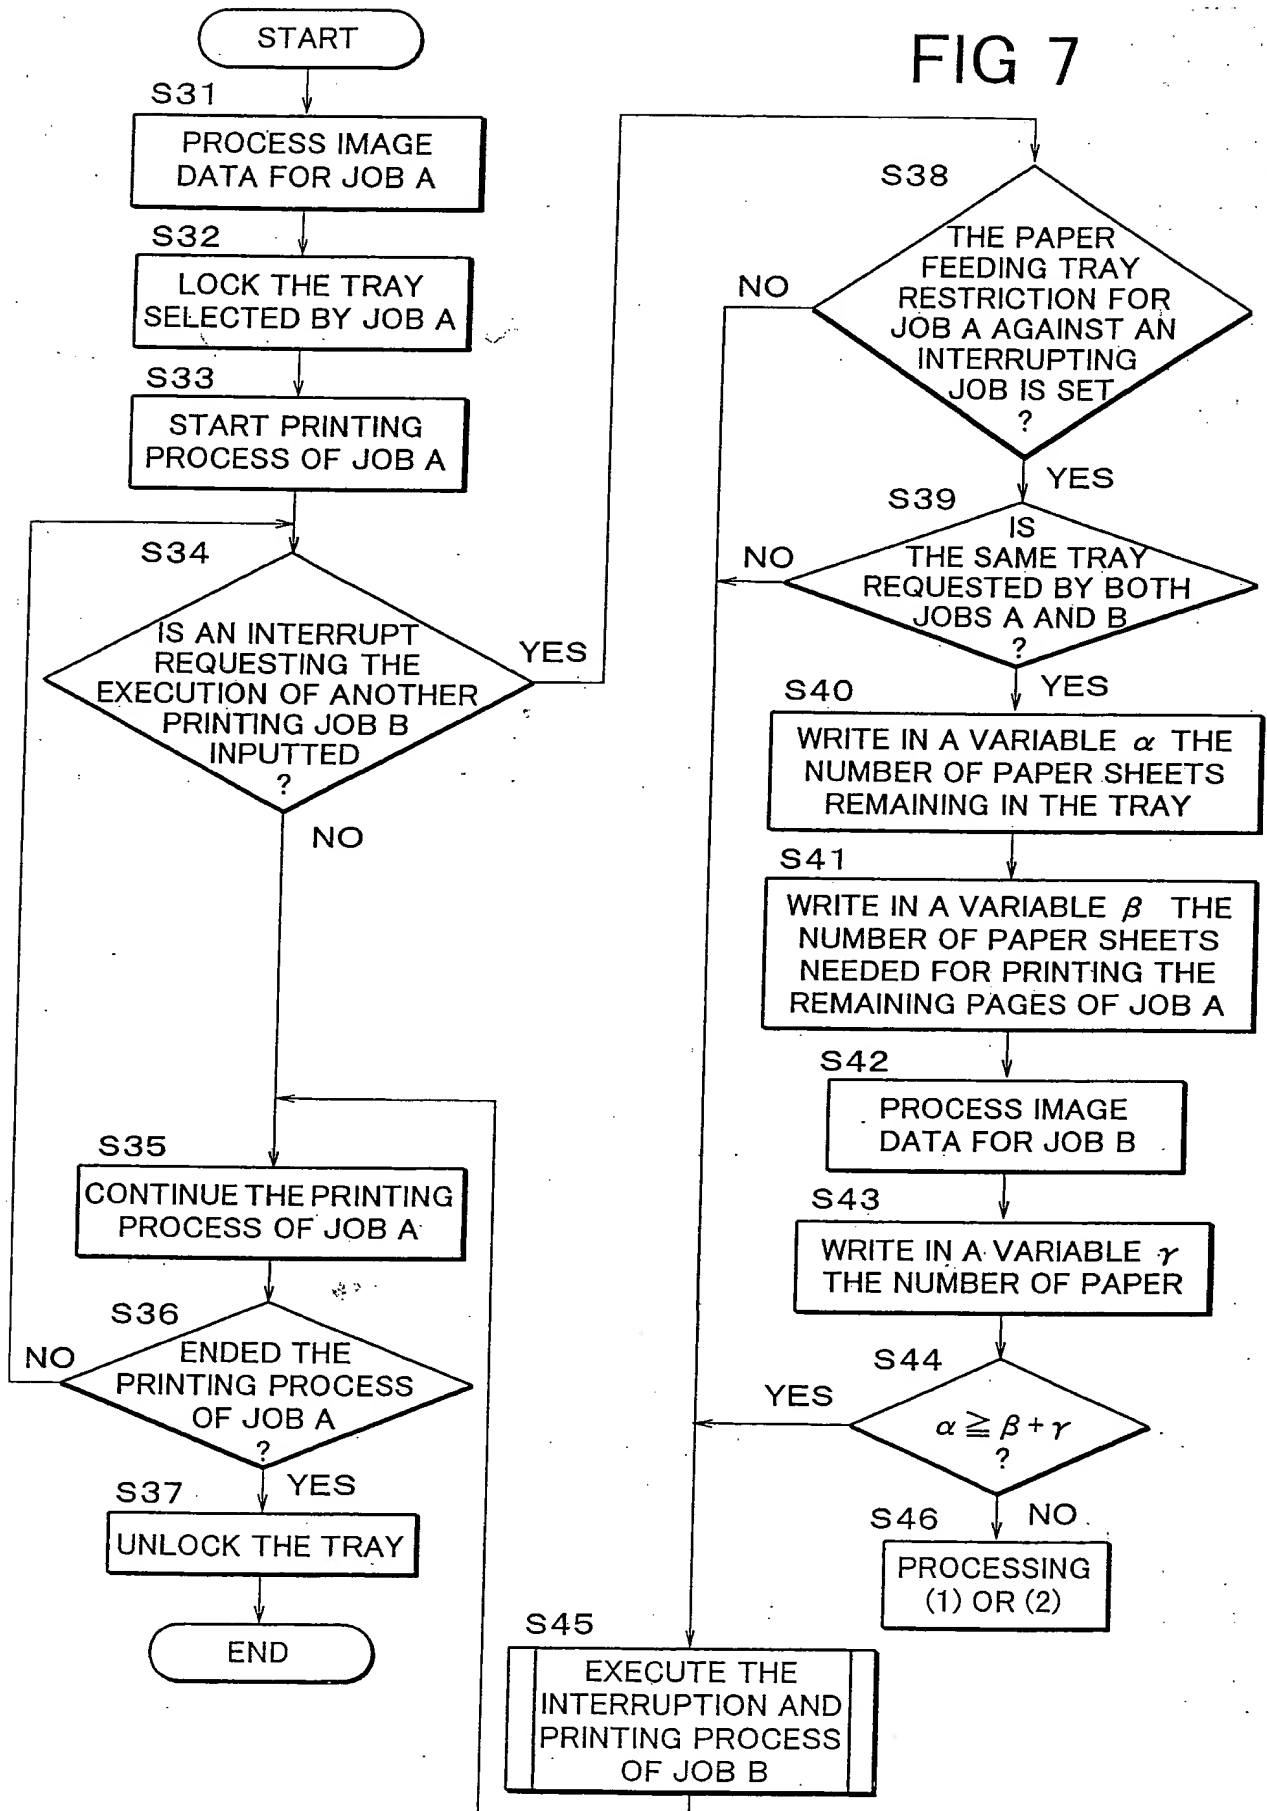 FIG 7
START
S31
PROCESS IMAGE
DATA FOR JOB A
S32
LOCK THE TRAY
SELECTED BY JOB A
S33
START PRINTING
PROCESS OF JOB A
S34
IS AN INTERRUPT
REQUESTING THE
EXECUTION OF ANOTHER
PRINTING JOB B
INPUTTED
?
YES
NO
S35
CONTINUE THE PRINTING
PROCESS OF JOB A
S36
ENDED THE
PRINTING PROCESS
OF JOB A
?
NO
YES
S37
UNLOCK THE TRAY
END
S38
THE PAPER
FEEDING TRAY
RESTRICTION FOR
JOB A AGAINST AN
INTERRUPTING
JOB IS SET
?
NO
YES
S39
IS
THE SAME TRAY
REQUESTED BY BOTH
JOBS A AND B
?
NO
YES
S40
WRITE IN A VARIABLE α THE
NUMBER OF PAPER SHEETS
REMAINING IN THE TRAY
S41
WRITE IN A VARIABLE β THE
NUMBER OF PAPER SHEETS
NEEDED FOR PRINTING THE
REMAINING PAGES OF JOB A
S42
PROCESS IMAGE
DATA FOR JOB B
S43
WRITE IN A VARIABLE γ
THE NUMBER OF PAPER
S44
α ≧ β + γ
?
YES
NO
S46
PROCESSING
(1) OR (2)
S45
EXECUTE THE
INTERRUPTION AND
PRINTING PROCESS
OF JOB B